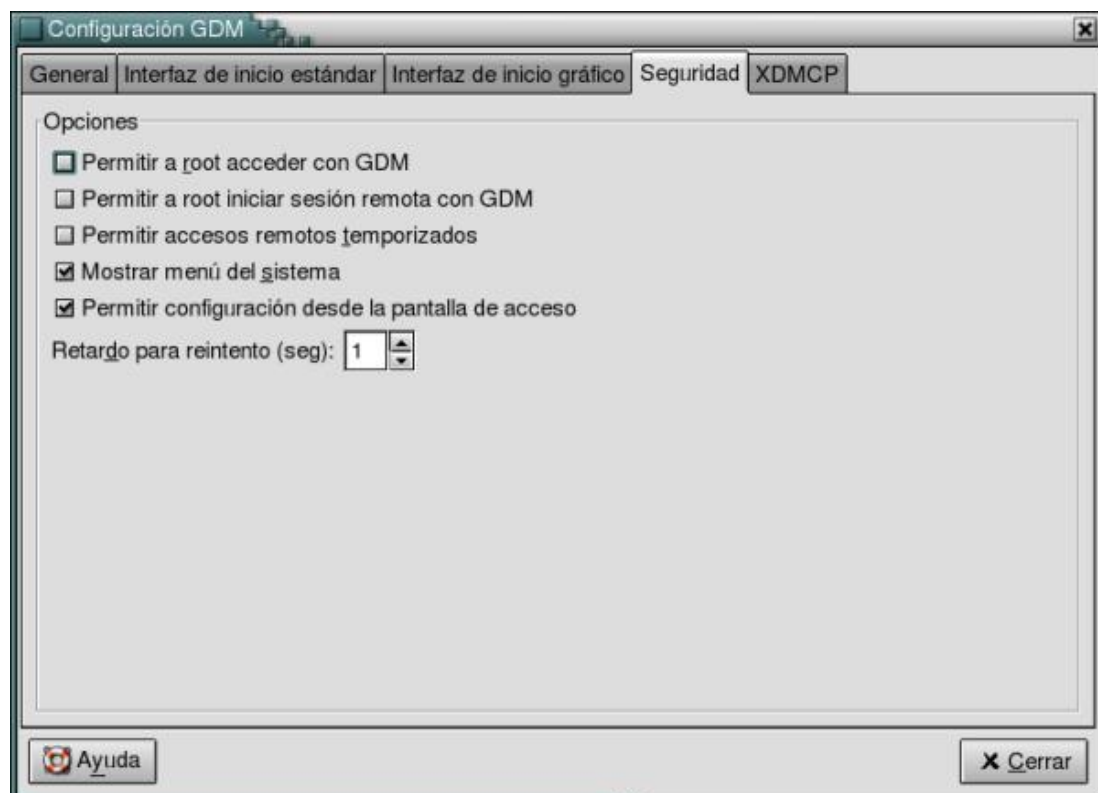 Configuración GDM
General Interfaz de inicio estándar Interfaz de inicio gráfico Seguridad XDMCP
Opciones
Permitir a root acceder con GDM
Permitir a root iniciar sesión remota con GDM
Permitir accesos remotos temporizados
Mostrar menú del sistema
Permitir configuración desde la pantalla de acceso
Retardo para reintento (seg): 1
Ayuda Cerrar